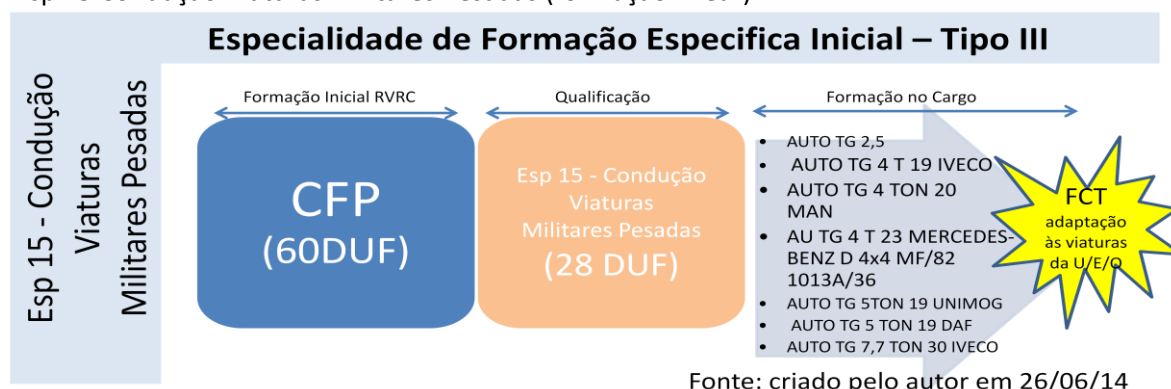 Especialidade de Formação Especifica Inicial – Tipo III
Esp 15 - Condução
Viaturas
Militares Pesadas
Formação Inicial RVRC
Qualificação
Formação no Cargo
CFP
(60DUF)
Esp 15 - Condução
Viaturas
Militares Pesadas
(28 DUF)
• AUTO TG 2,5
• AUTO TG 4 T 19 IVECO
• AUTO TG 4 TON 20
MAN
• AU TG 4 T 23 MERCEDES-
BENZ D 4x4 MF/82
1013A/36
• AUTO TG 5TON 19 UNIMOG
• AUTO TG 5 TON 19 DAF
• AUTO TG 7,7 TON 30 IVECO
FCT
adaptação
às viaturas
da U/E/O
Fonte: criado pelo autor em 26/06/14